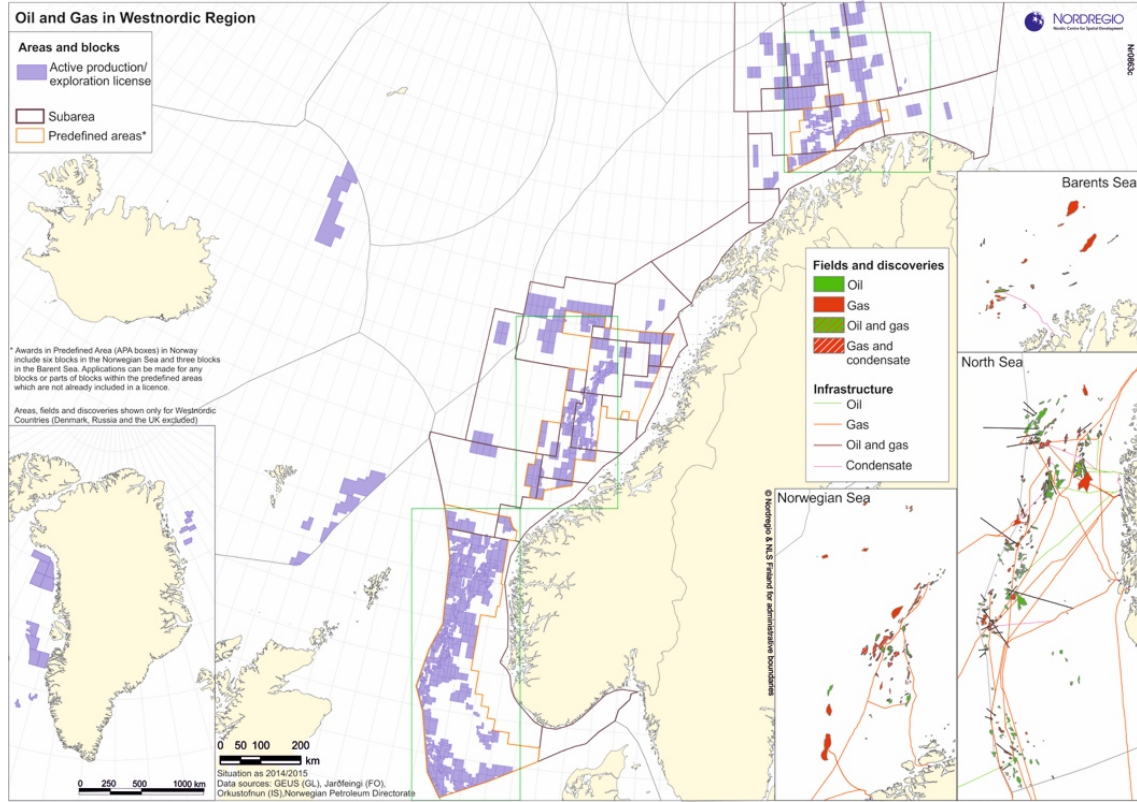 Oil and Gas in Westnordic Region
Areas and blocks
Active production/
exploration license
Subarea
Predefined areas*
NORDREGIO
Nordic Centre for Spatial Development
Nr0863c
* Awards in Predefined Area (APA boxes) in Norway
include six blocks in the Norwegian Sea and three blocks
in the Barent Sea. Applications can be made for any
blocks or parts of blocks within the predefined areas
which are not already included in a licence.
Areas, fields and discoveries shown only for Westnordic
Countries (Denmark, Russia and the UK excluded)
Barents Sea
Fields and discoveries
Oil
Gas
Oil and gas
Gas and
condensate
Infrastructure
Oil
Gas
Oil and gas
Condensate
North Sea
Norwegian Sea
© Nordregio & NLS Finland for administrative boundaries
0 250 500 1000 km
0 50 100 200
km
Situation as 2014/2015
Data sources: GEUS (GL), Jarðfeingi (FO),
Orkustofnun (IS),Norwegian Petroleum Directorate